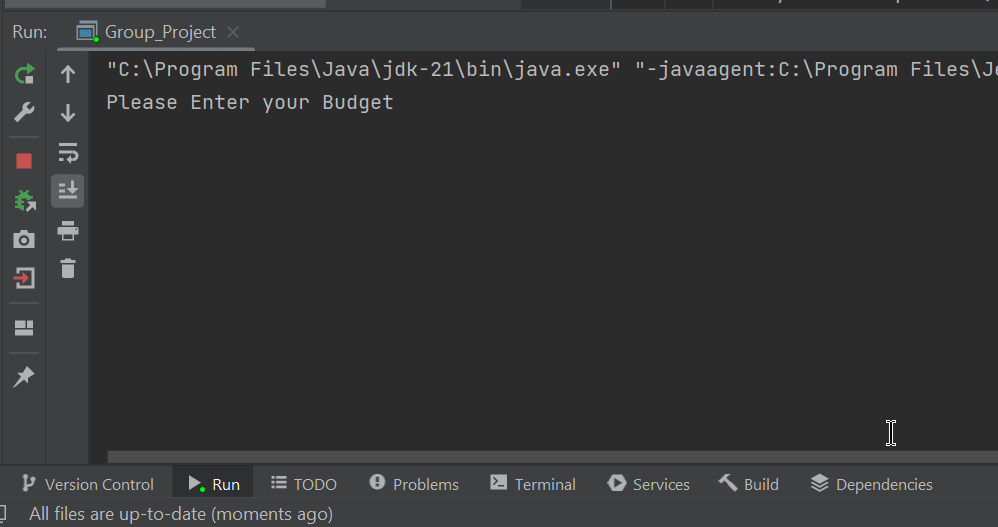 Run: Group_Project
"C:\Program Files\Java\jdk-21\bin\java.exe" "-javaagent:C:\Program Files\Je
Please Enter your Budget
Version Control Run TODO Problems Terminal Services Build Dependencies
All files are up-to-date (moments ago)